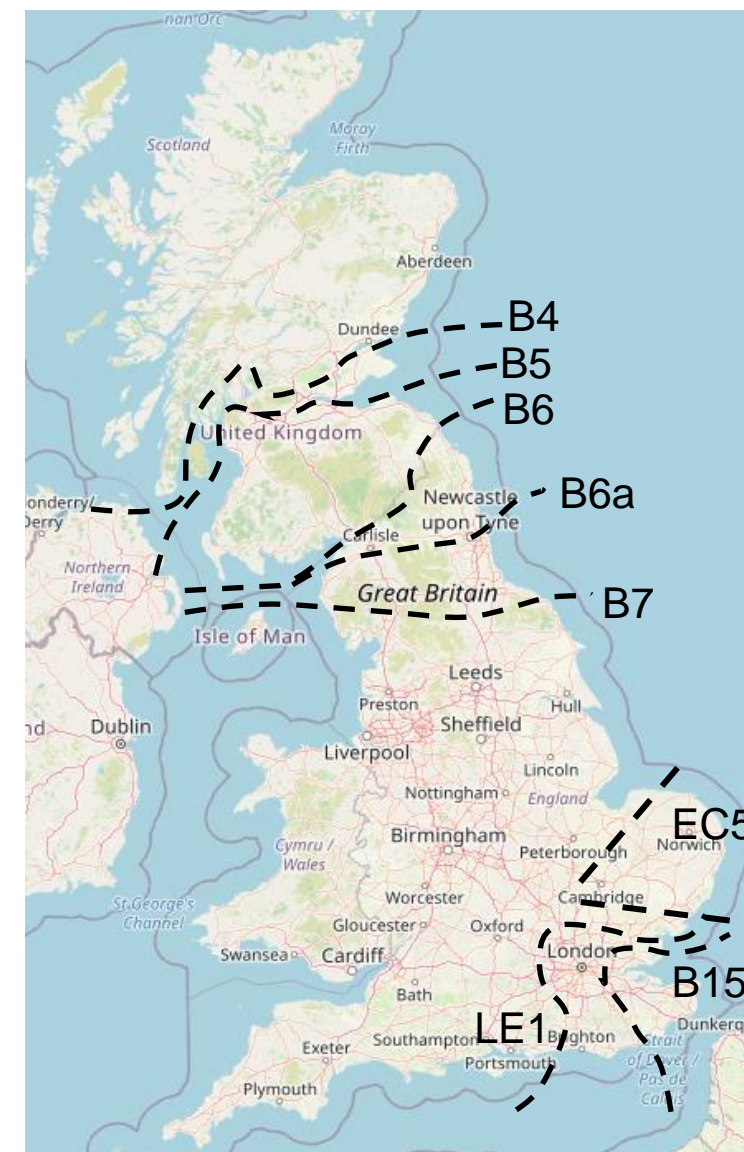 nan Orc
Moray
Firth
Scotland
Aberdeen
Dundee
B4
B5
B6
United Kingdom
onderry/
Derry
Newcastle
upon Tyne
B6a
Carlisle
Northern
Ireland
Great Britain
B7
Isle of Man
Leeds
Preston
Hull
nd
Dublin
Sheffield
Liverpool
Lincoln
Nottingham
England
EC5
Cymru /
Wales
Birmingham
Peterborough
Norwich
Worcester
Cambridge
St George's
Channel
Gloucester
Oxford
Swansea
Cardiff
London
B15
Bath
LE1
Dunkerq
Exeter
Southampton
Brighton
Strait
of Dover /
Pas de
Calais
Portsmouth
Plymouth